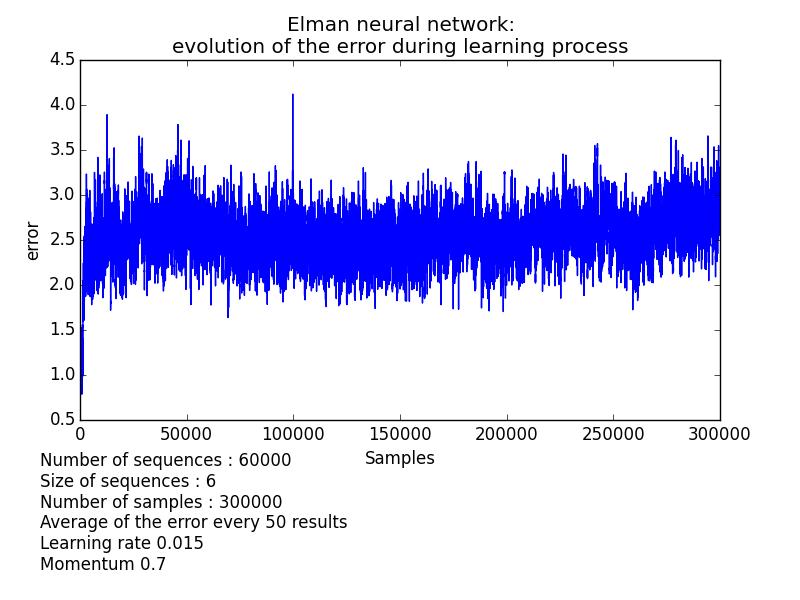 Elman neural network:
evolution of the error during learning process
4.5
4.0
3.5
3.0
2.5
2.0
1.5
1.0
0.5
error
0 50000 100000 150000 200000 250000 300000
Samples
Number of sequences : 60000
Size of sequences : 6
Number of samples : 300000
Average of the error every 50 results
Learning rate 0.015
Momentum 0.7